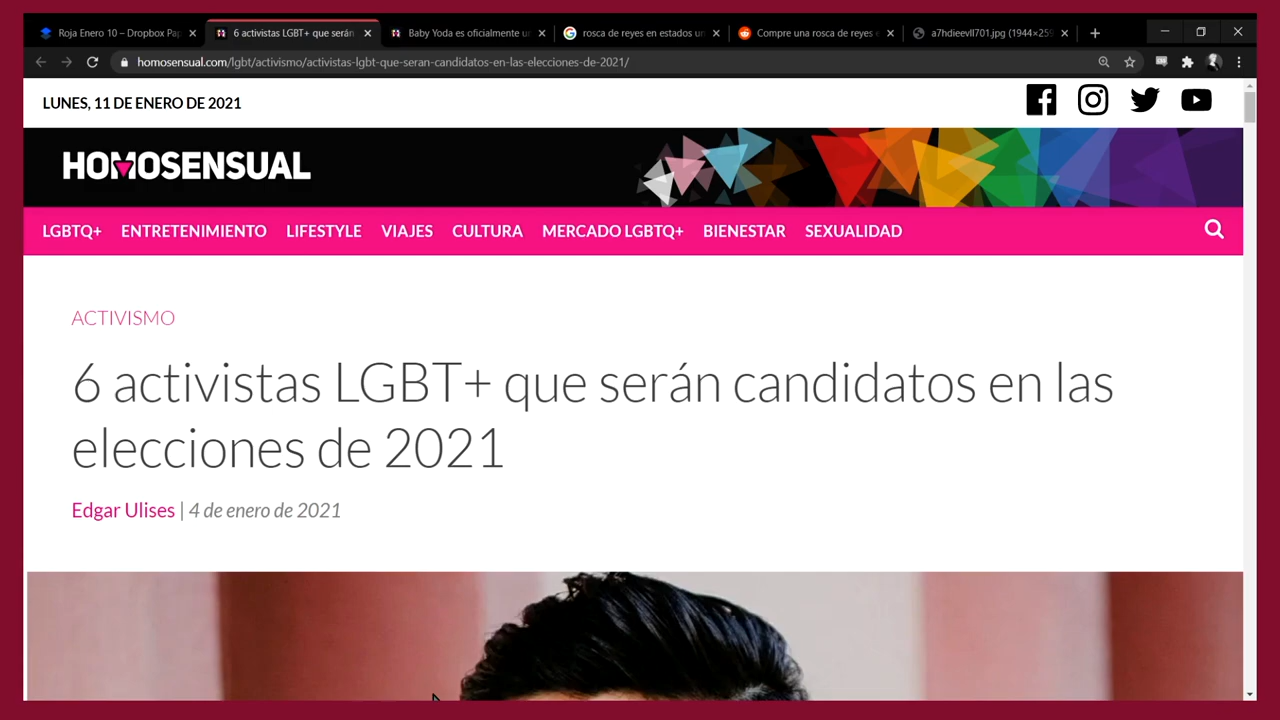 Roja Enero 10 – Dropbox Pap
6 activistas LGBT+ que serán
Baby Yoda es oficialmente un
rosca de reyes en estados un
Compre una rosca de reyes e
a7hdieevll701.jpg (1944×259
homosensual.com/lgbt/activismo/activistas-lgbt-que-seran-candidatos-en-las-elecciones-de-2021/
LUNES, 11 DE ENERO DE 2021
HOMOSENSUAL
LGBTQ+ ENTRETENIMIENTO LIFESTYLE VIAJES CULTURA MERCADO LGBTQ+ BIENESTAR SEXUALIDAD
ACTIVISMO
6 activistas LGBT+ que serán candidatos en las
elecciones de 2021
Edgar Ulises | 4 de enero de 2021